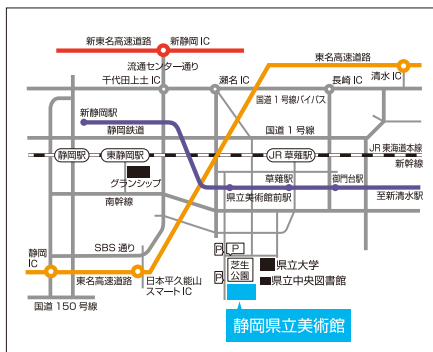 新東名高速道路 新静岡 IC
流通センター通り
東名高速道路
千代田上土 IC
瀬名 IC
長崎 IC
清水 IC
国道1号線バイパス
新静岡駅
静岡鉄道
国道1号線
JR 東海道本線
静岡駅
東静岡駅
JR 草薙駅
新幹線
グランシップ
草薙駅
御門台駅
県立美術館前駅
至新清水駅
南幹線
SBS 通り
静岡
IC
P
P
芝生
公園
県立大学
P
県立中央図書館
東名高速道路
日本平久能山
スマート IC
国道 150 号線
静岡県立美術館